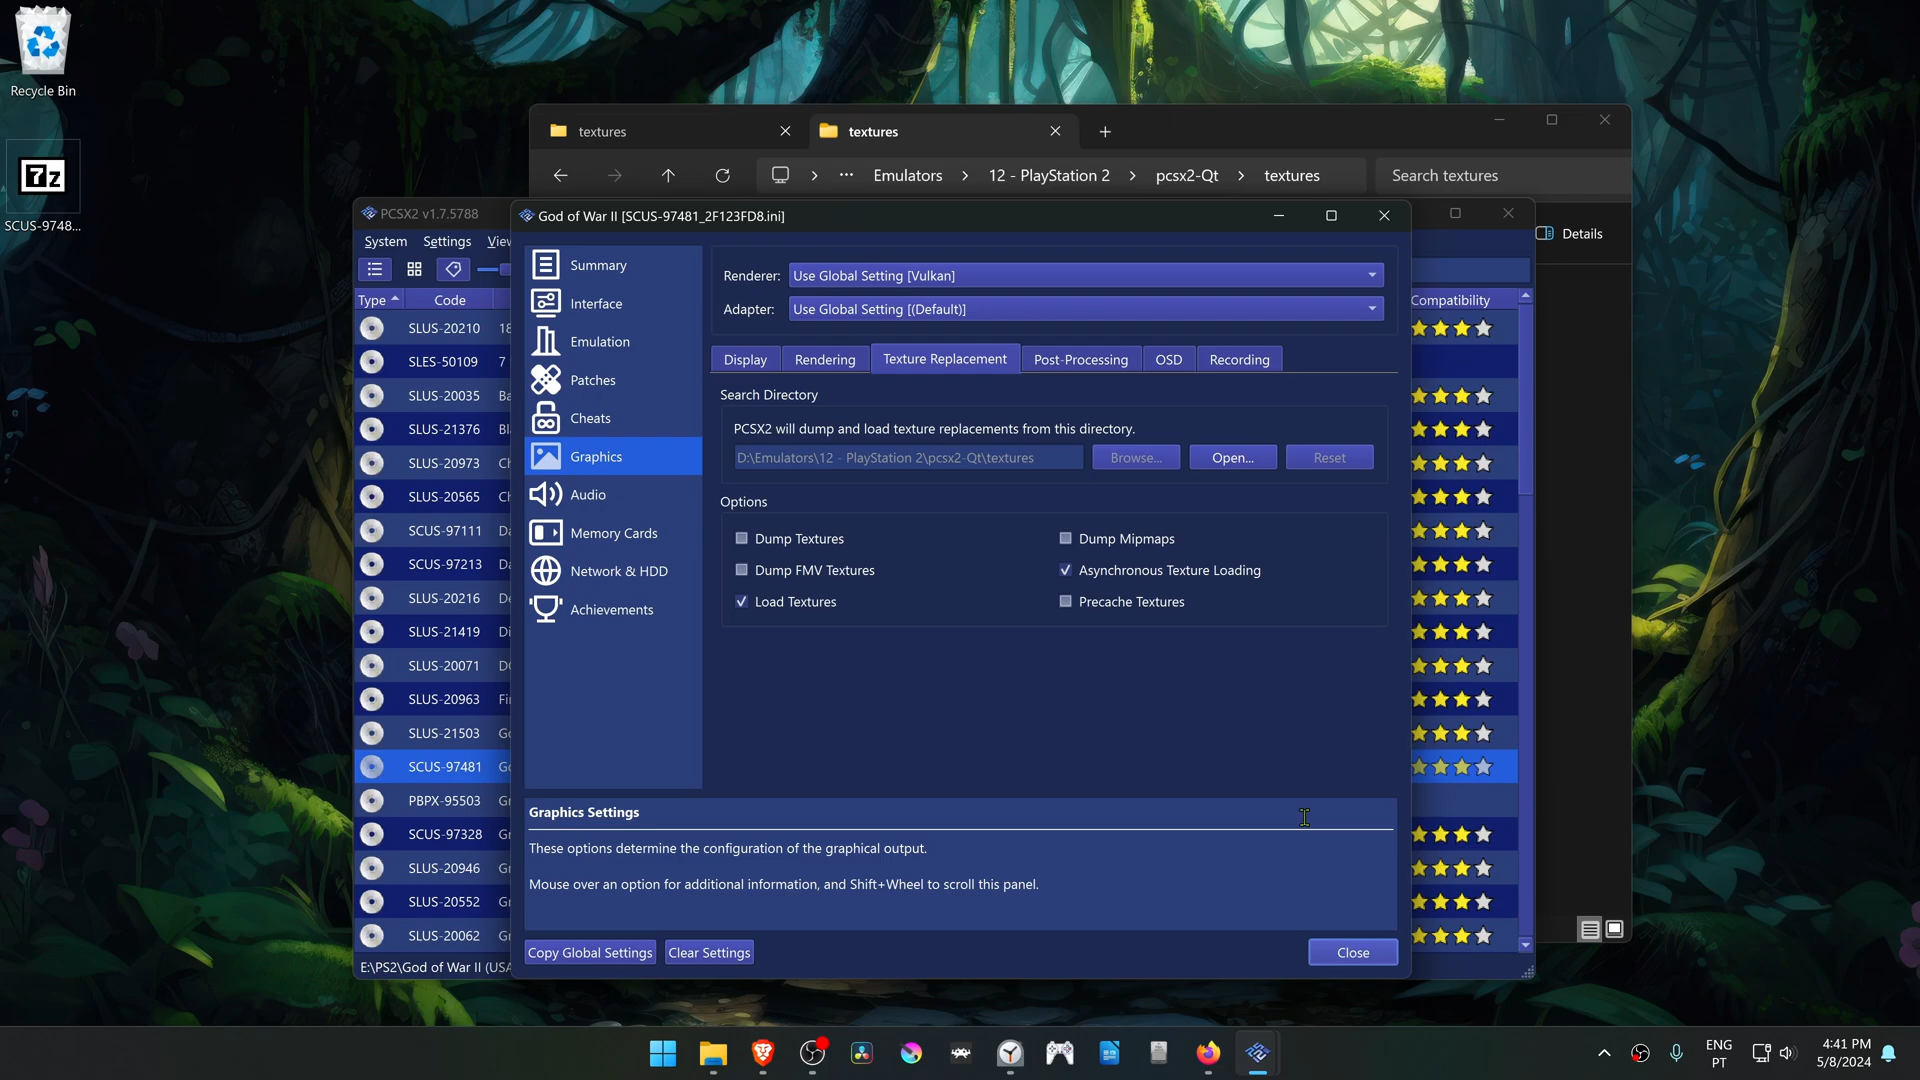 Recycle Bin
7z
SCUS-9748...
textures
textures
Emulators
12 - PlayStation 2
pcsx2-Qt
textures
Search textures
Details
PCSX2 v1.7.5788
System
Settings
Type
Code
SLUS-20210 18
SLES-50109 7
SLUS-20035
SLUS-21376
SLUS-20973
SLUS-20565
SCUS-97111
SCUS-97213
SLUS-20216
SLUS-21419
SLUS-20071
SLUS-20963
SLUS-21503
SCUS-97481
PBPX-95503
SCUS-97328
SLUS-20946
SLUS-20552
SLUS-20062
E:\PS2\God of War II (USA
Compatibility
God of War II [SCUS-97481_2F123FD8.ini]
Summary
Interface
Emulation
Patches
Cheats
Graphics
Audio
Memory Cards
Network & HDD
Achievements
Renderer: Use Global Setting [Vulkan]
Adapter: Use Global Setting [(Default)]
Display
Rendering
Texture Replacement
Post-Processing
OSD
Recording
Search Directory
PCSX2 will dump and load texture replacements from this directory.
D:\Emulators\12 - PlayStation 2\pcsx2-Qt\textures
Browse...
Open...
Reset
Options
Dump Textures
Dump Mipmaps
Dump FMV Textures
Asynchronous Texture Loading
Load Textures
Precache Textures
Graphics Settings
These options determine the configuration of the graphical output.
Mouse over an option for additional information, and Shift+Wheel to scroll this panel.
Copy Global Settings
Clear Settings
Close
ENG
PT
4:41 PM
5/8/2024